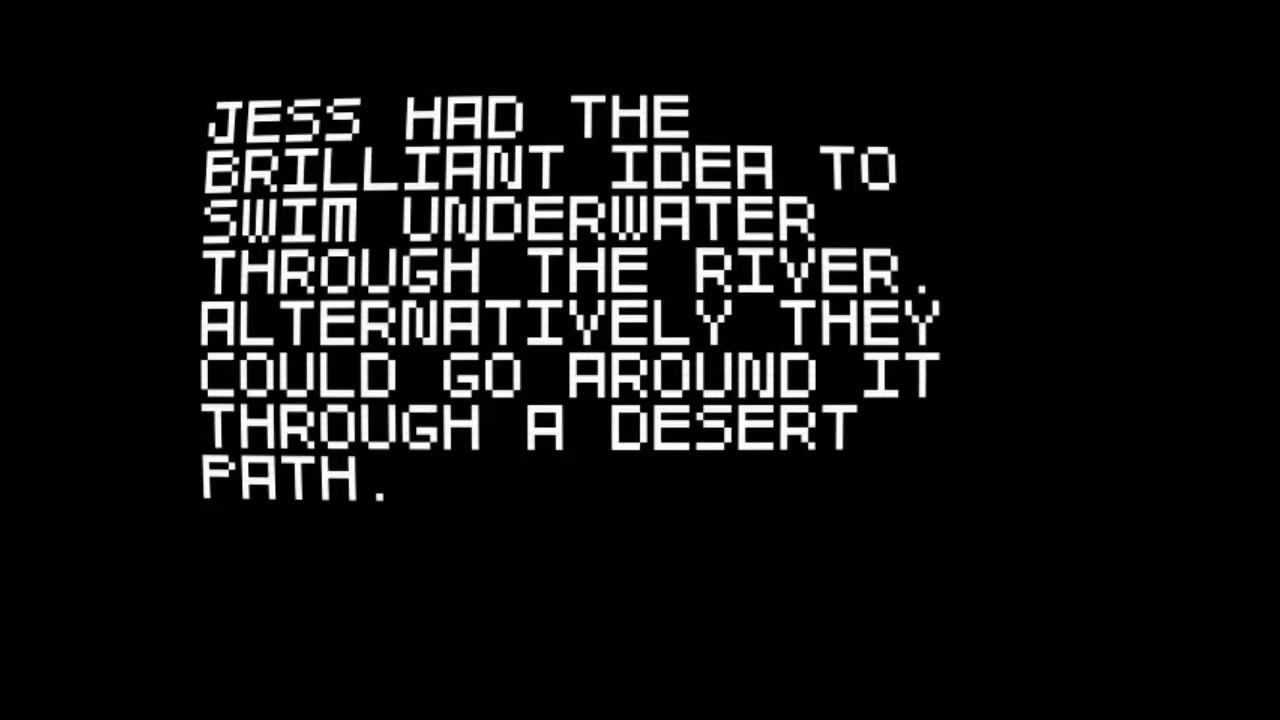 JESS HAD THE
BRILLIANT IDEA TO
SWIM UNDERWATER
THROUGH THE RIVER.
ALTERNATIVELY THEY
COULD GO AROUND IT
THROUGH A DESERT
PATH.